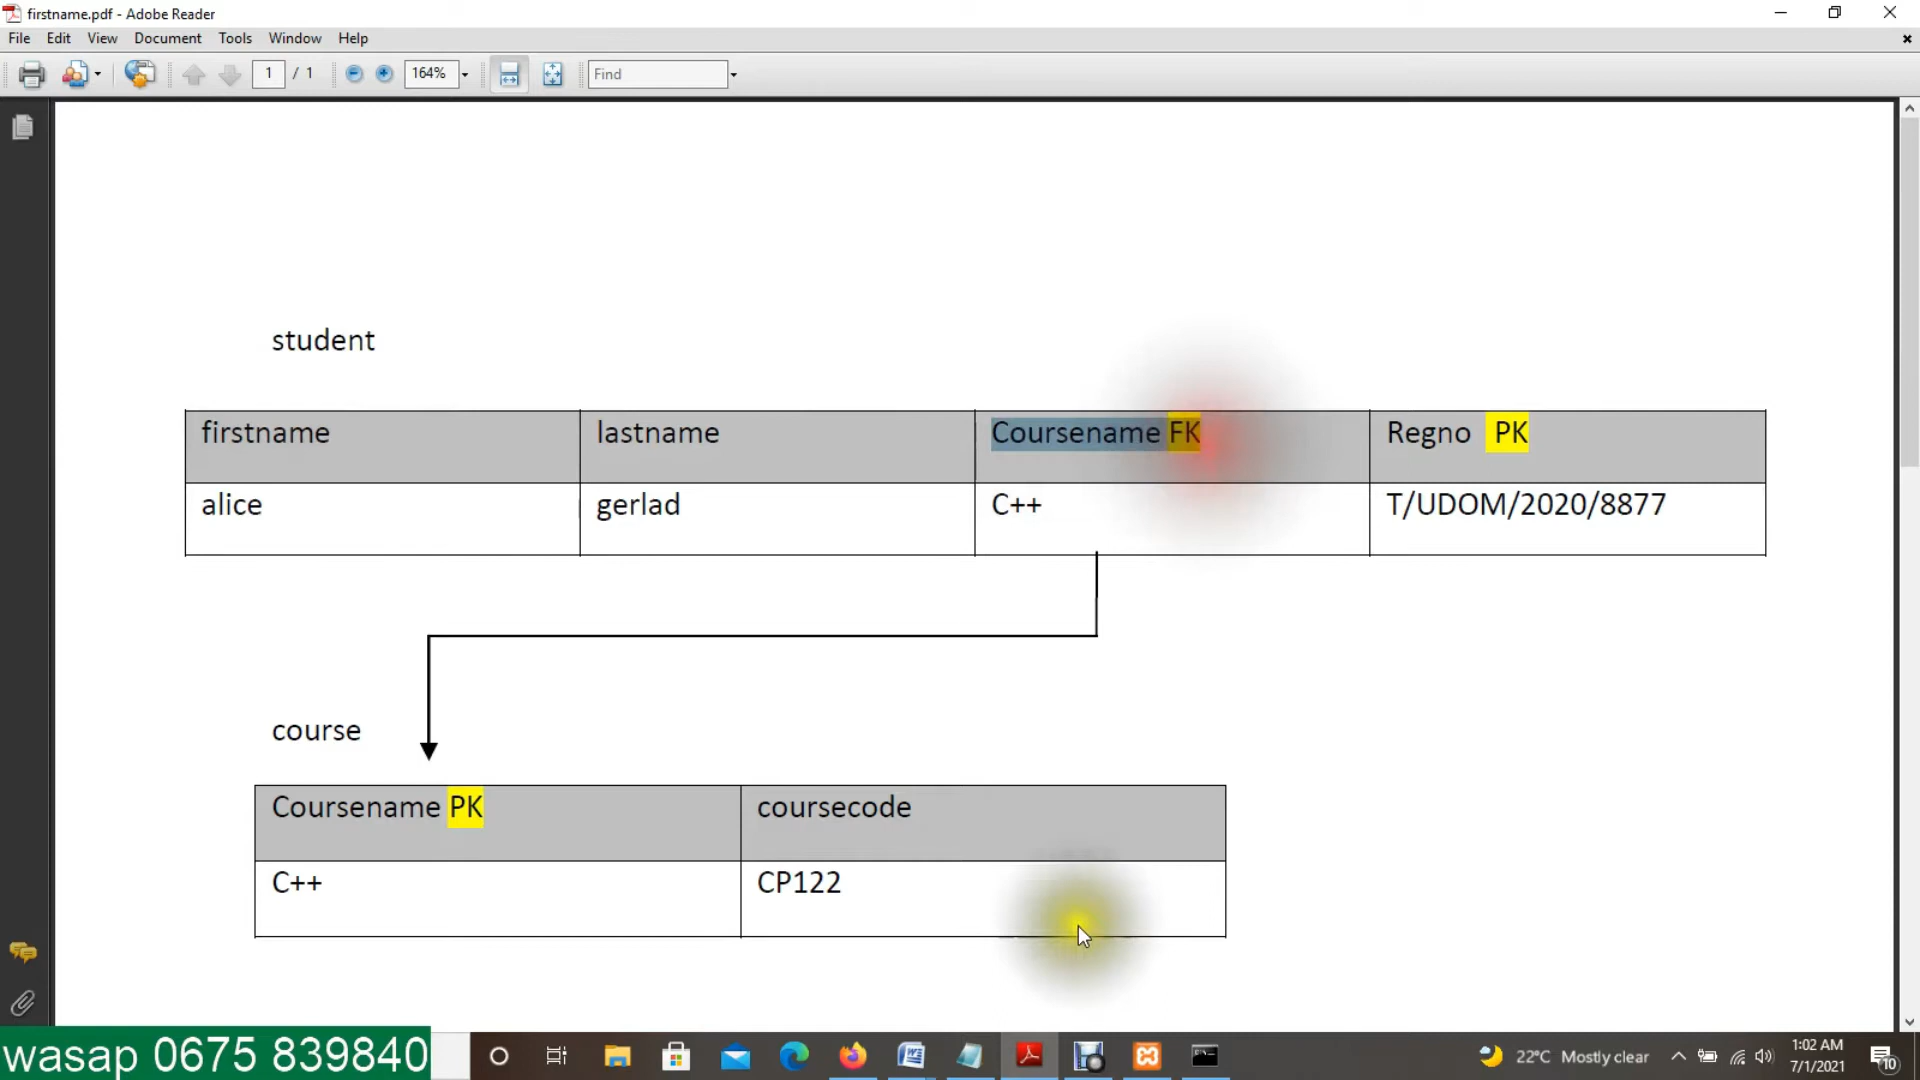 firstname.pdf - Adobe Reader
File Edit View Document Tools Window Help
1 / 1 164% Find
student
firstname lastname Coursename FK Regno PK
alice gerlad C++ T/UDOM/2020/8877
course
Coursename PK coursecode
C++ CP122
wasap 0675 839840
22°C Mostly clear
1:02 AM
7/1/2021
10